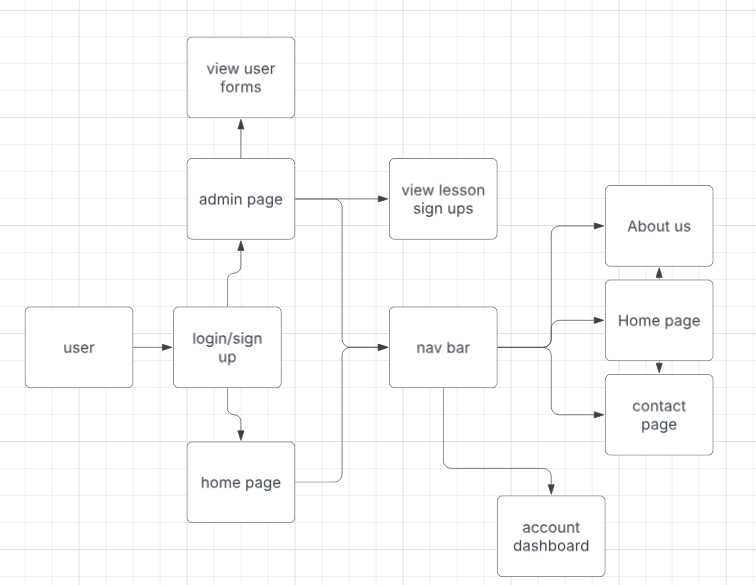 view user
forms
admin page
view lesson
sign ups
About us
user
login/sign
up
nav bar
Home page
contact
page
home page
account
dashboard